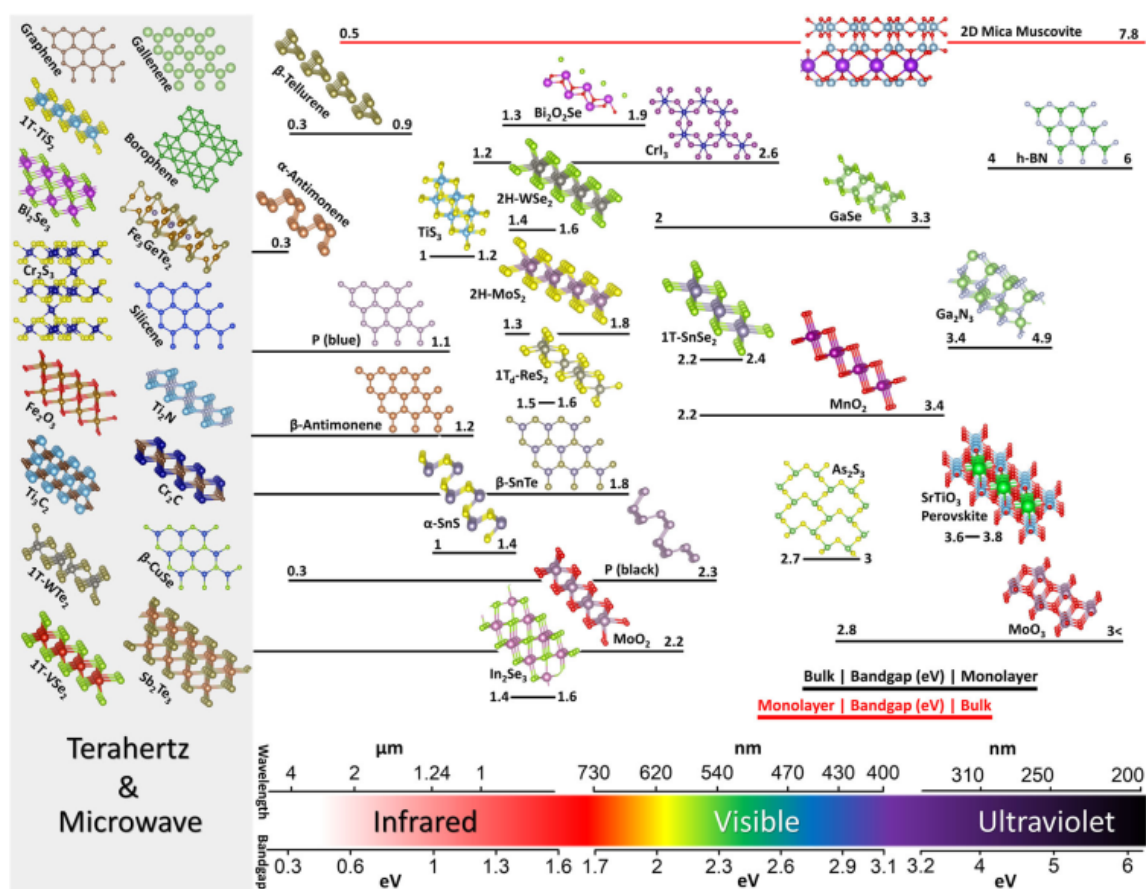 Graphene
Gallenene
1T-TiS2
Borophene
Bi2Se3
Fe3GeTe2
Cr2S3
Silicene
Fe2O3
Ti2N
Ti3C2
Cr2C
1T-WTe2
β-CuSe
1T-VSe2
Sb2Te3
Terahertz
&
Microwave
0.5 2D Mica Muscovite 7.8
β-Tellurene
0.3 0.9
Bi2O2Se
1.3 1.9
CrI3
1.2 2.6
h-BN
4 6
α-Antimonene
0.3
TiS3
1 1.2
2H-WSe2
1.4 1.6
GaSe
2 3.3
2H-MoS2
1.3 1.8
P (blue)
1.1
1T-SnSe2
2.2 2.4
Ga2N3
3.4 4.9
1Td-ReS2
1.5 1.6
MnO2
2.2 3.4
β-Antimonene 1.2
β-SnTe
1.8
α-SnS
1 1.4
As2S3
2.7 3
SrTiO3
Perovskite
3.6 3.8
P (black)
0.3 2.3
MoO2
2.2
In2Se3
1.4 1.6
MoO3
2.8 3<
Bulk | Bandgap (eV) | Monolayer
Monolayer | Bandgap (eV) | Bulk
Wavelength
μm nm nm
4 2 1.24 1 730 620 540 470 430 400 310 250 200
Infrared Visible Ultraviolet
Bandgap
0.3 0.6 1 1.3 1.6 1.7 2 2.3 2.6 2.9 3.1 3.2 4 5 6
eV eV eV